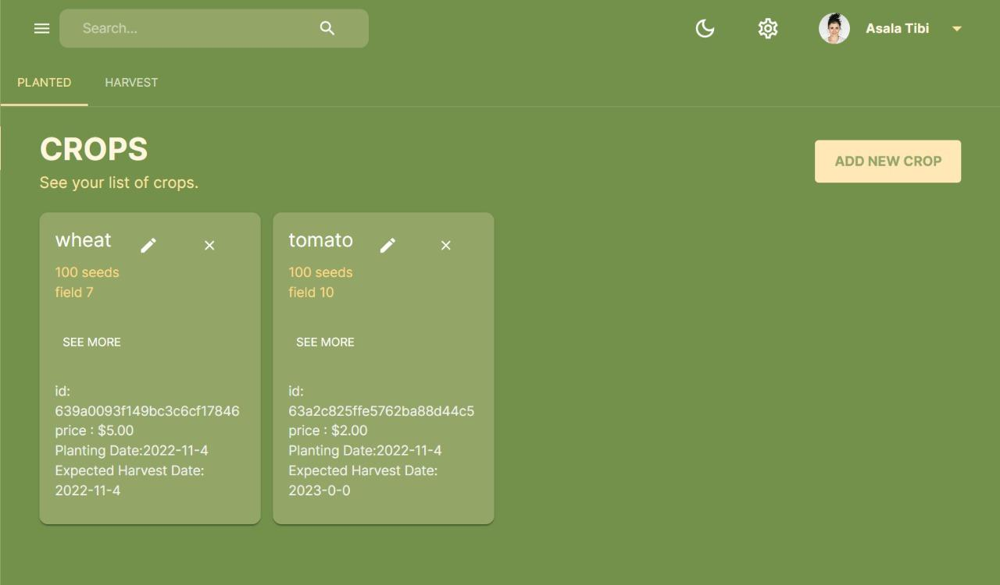 Search...
Asala Tibi
PLANTED
HARVEST
CROPS
See your list of crops.
ADD NEW CROP
wheat
100 seeds
field 7
SEE MORE
id:
639a0093f149bc3c6cf17846
price : $5.00
Planting Date:2022-11-4
Expected Harvest Date:
2022-11-4
tomato
100 seeds
field 10
SEE MORE
id:
63a2c825ffe5762ba88d44c5
price : $2.00
Planting Date:2022-11-4
Expected Harvest Date:
2023-0-0